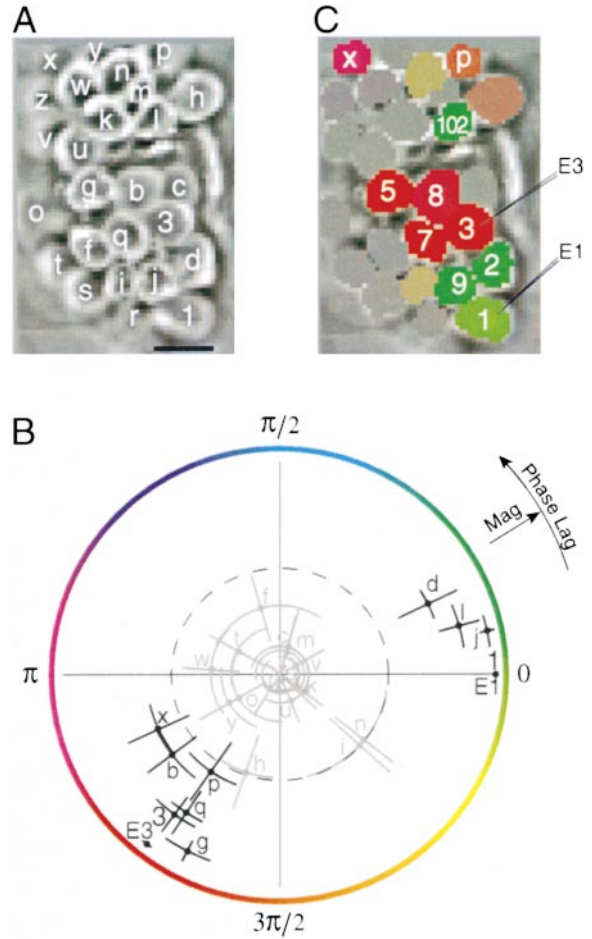 A
y
p
x
n
w
m
z
h
k
l
v
u
g
b
c
o
3
q
f
t
d
i
j
s
r
1
C
x
p
102
5
8
E3
7
3
2
9
E1
1
B
π/2
Phase Lag
Mag
d
l
j
f
m
t
v
w
1
π
0
E1
k
o
x
u
y
n
b
i
h
p
3
q
E3
g
3π/2